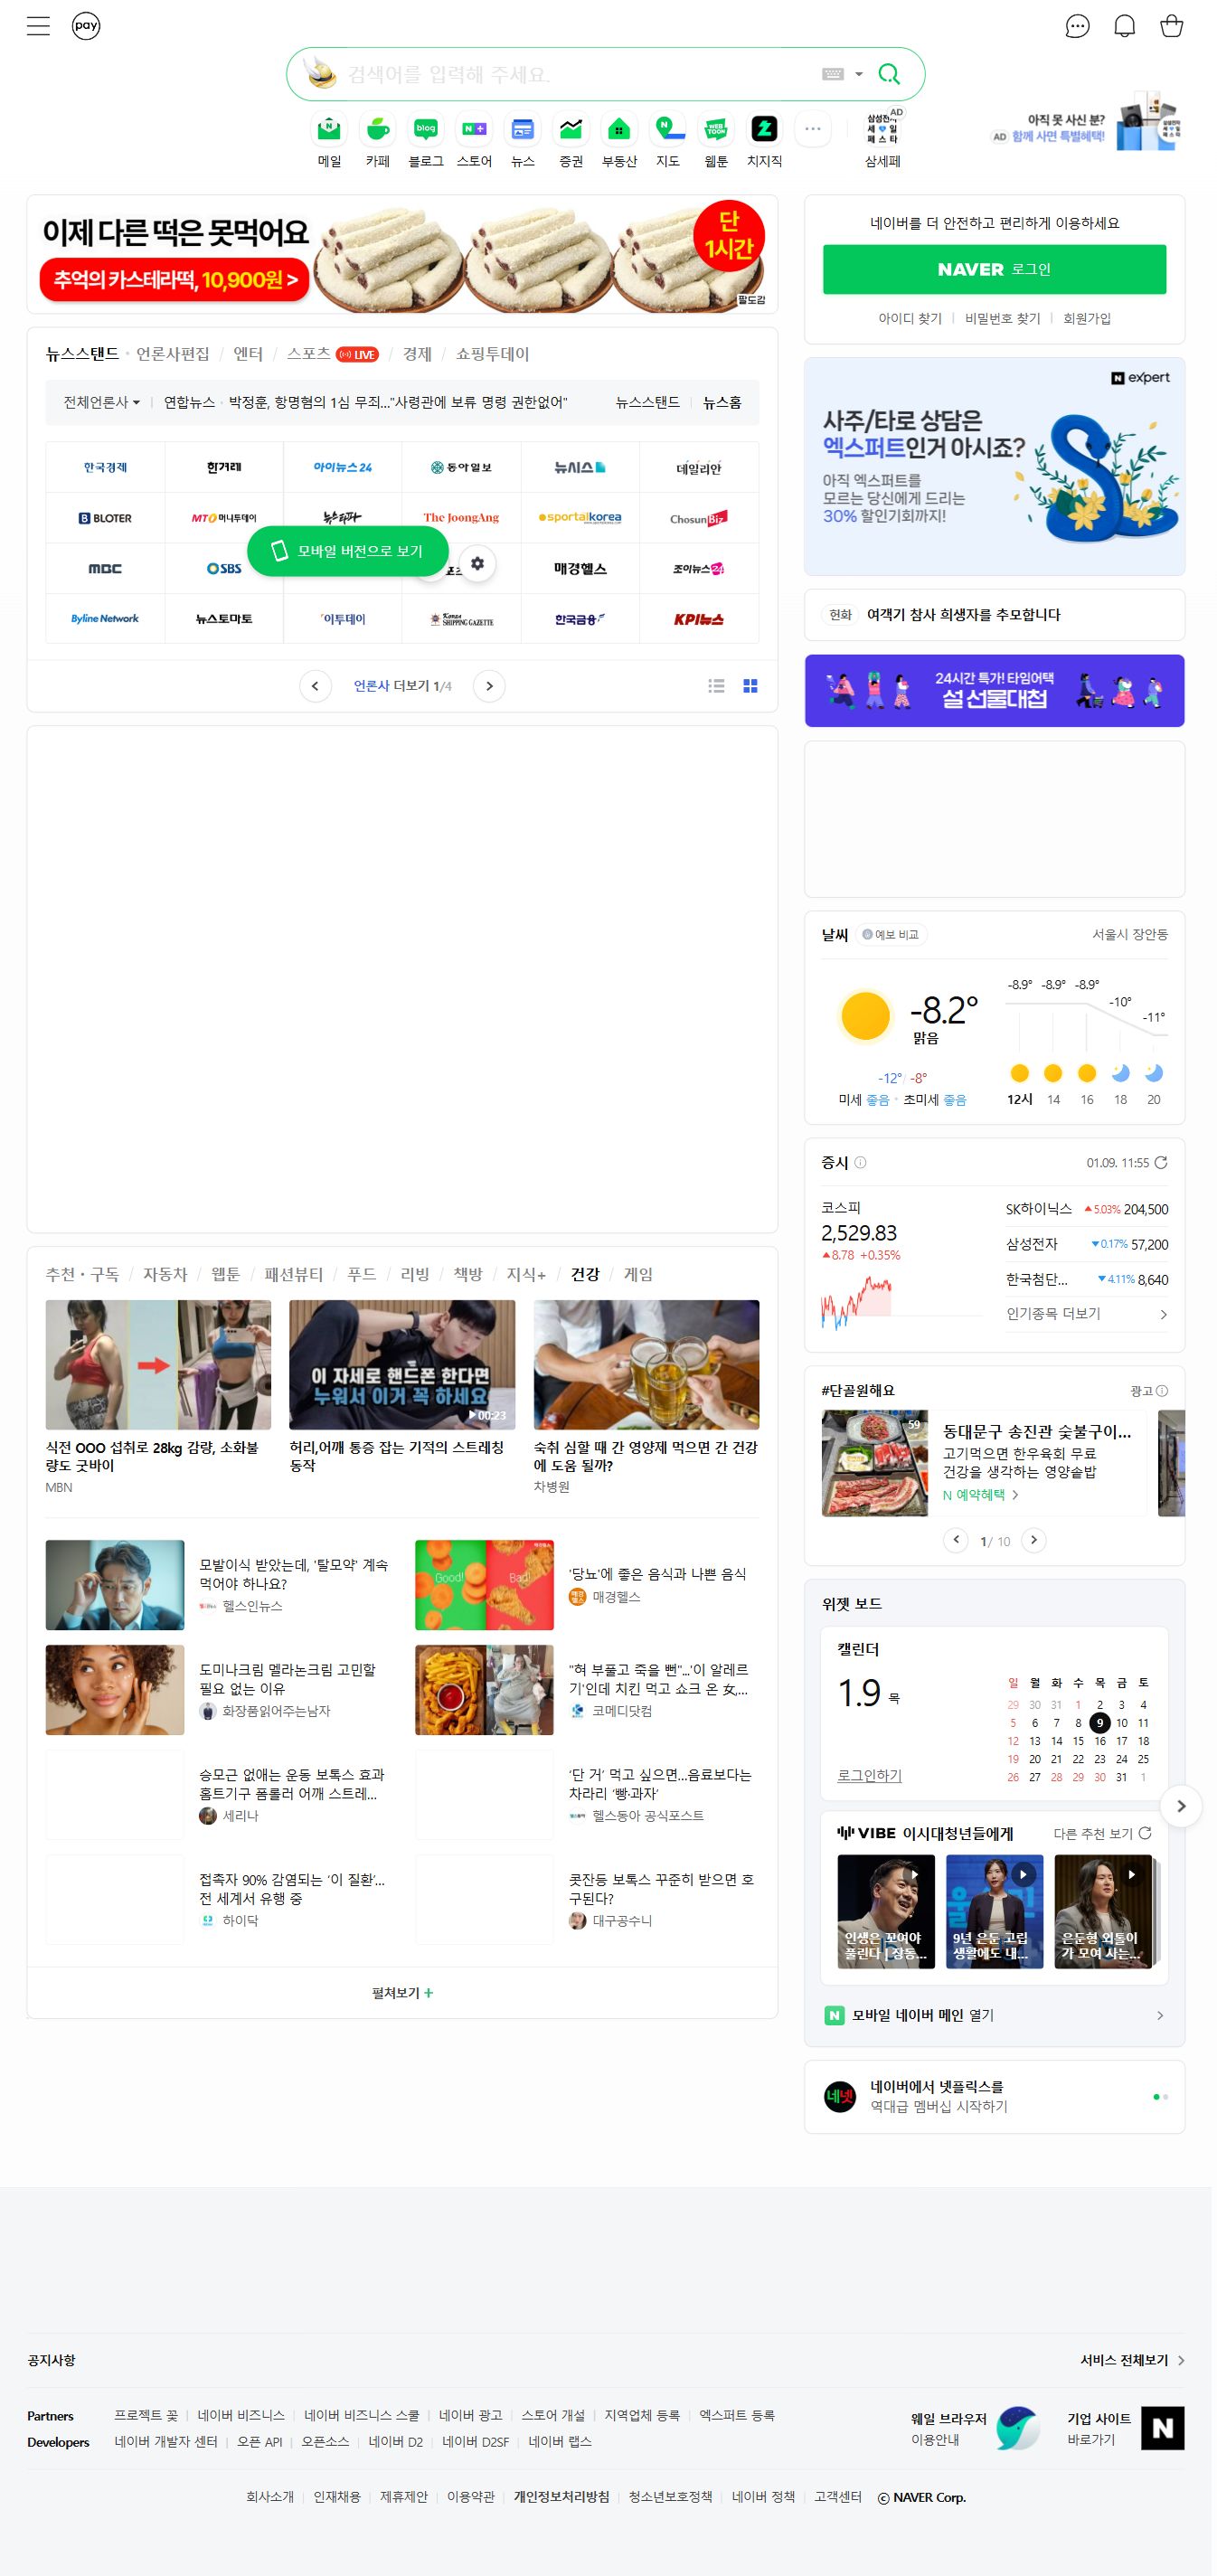 pay
검색어를 입력해 주세요.
메일
카페
블로그
스토어
뉴스
증권
부동산
지도
웹툰
치지직
AD
삼세페
아직 못 사신 분?
AD 함께 사면 특별혜택!
이제 다른 떡은 못먹어요
추억의 카스테라떡, 10,900원 >
단
1시간
팔도감
네이버를 더 안전하고 편리하게 이용하세요
NAVER 로그인
아이디 찾기
비밀번호 찾기
회원가입
뉴스스탠드 · 언론사편집 / 엔터 / 스포츠 LIVE / 경제 / 쇼핑투데이
전체언론사
연합뉴스 · 박정훈, 항명혐의 1심 무죄…"사령관에 보류 명령 권한없어"
뉴스스탠드
뉴스홈
한국경제
한겨레
아이뉴스24
동아일보
뉴시스
데일리안
BLOTER
MTN 머니투데이
뉴스타파
The JoongAng
sportalkorea
ChosunBiz
MBC
SBS
매경헬스
조이뉴스24
모바일 버전으로 보기
Byline Network
뉴스토마토
이투데이
Korea SHIPPING GAZETTE
한국금융
KPI뉴스
언론사 더보기 1/4
N expert
사주/타로 상담은
엑스퍼트인거 아시죠?
아직 엑스퍼트를
모르는 당신에게 드리는
30% 할인기회까지!
헌화 여객기 참사 희생자를 추모합니다
24시간 특가! 타임어택
설 선물대첩
날씨
예보 비교
서울시 장안동
-8.2°
맑음
-12° / -8°
미세 좋음 · 초미세 좋음
-8.9° -8.9° -8.9° -10° -11°
12시 14 16 18 20
증시
01.09. 11:55
코스피
2,529.83
8.78 +0.35%
SK하이닉스 5.03% 204,500
삼성전자 0.17% 57,200
한국첨단... 4.11% 8,640
인기종목 더보기
추천·구독 / 자동차 / 웹툰 / 패션뷰티 / 푸드 / 리빙 / 책방 / 지식+ / 건강 / 게임
이 자세로 핸드폰 한다면
누워서 이거 꼭 하세요
00:23
식전 OOO 섭취로 28kg 감량, 소화불
량도 굿바이
MBN
허리,어깨 통증 잡는 기적의 스트레칭
동작
숙취 심할 때 간 영양제 먹으면 간 건강
에 도움 될까?
차병원
모발이식 받았는데, '탈모약' 계속
먹어야 하나요?
헬스인뉴스
Good!
Bad!
'당뇨'에 좋은 음식과 나쁜 음식
매경헬스
도미나크림 멜라논크림 고민할
필요 없는 이유
화장품읽어주는남자
"혀 부풀고 죽을 뻔"...'이 알레르
기'인데 치킨 먹고 쇼크 온 女,...
코메디닷컴
승모근 없애는 운동 보톡스 효과
홈트기구 폼롤러 어깨 스트레...
세리나
'단 거' 먹고 싶으면…음료보다는
차라리 '빵·과자'
헬스동아 공식포스트
접촉자 90% 감염되는 '이 질환'...
전 세계서 유행 중
하이닥
콧잔등 보톡스 꾸준히 받으면 호
구된다?
대구공수니
펼쳐보기 +
#단골원해요
광고
59
동대문구 송진관 숯불구이...
고기먹으면 한우육회 무료
건강을 생각하는 영양솥밥
N 예약혜택
1 / 10
위젯 보드
캘린더
1.9 목
로그인하기
일 월 화 수 목 금 토
29 30 31 1 2 3 4
5 6 7 8 9 10 11
12 13 14 15 16 17 18
19 20 21 22 23 24 25
26 27 28 29 30 31 1
VIBE 이시대청년들에게
다른 추천 보기
인생은 꼬여야
풀린다 | 장동...
9년 은둔 고립
생활에도 내...
은둔형 외톨이
가 모여 사는...
모바일 네이버 메인 열기
네넷
네이버에서 넷플릭스를
역대급 멤버십 시작하기
공지사항
서비스 전체보기
Partners
프로젝트 꽃
네이버 비즈니스
네이버 비즈니스 스쿨
네이버 광고
스토어 개설
지역업체 등록
엑스퍼트 등록
Developers
네이버 개발자 센터
오픈 API
오픈소스
네이버 D2
네이버 D2SF
네이버 랩스
웨일 브라우저
이용안내
기업 사이트
바로가기
회사소개
인재채용
제휴제안
이용약관
개인정보처리방침
청소년보호정책
네이버 정책
고객센터
ⓒ NAVER Corp.